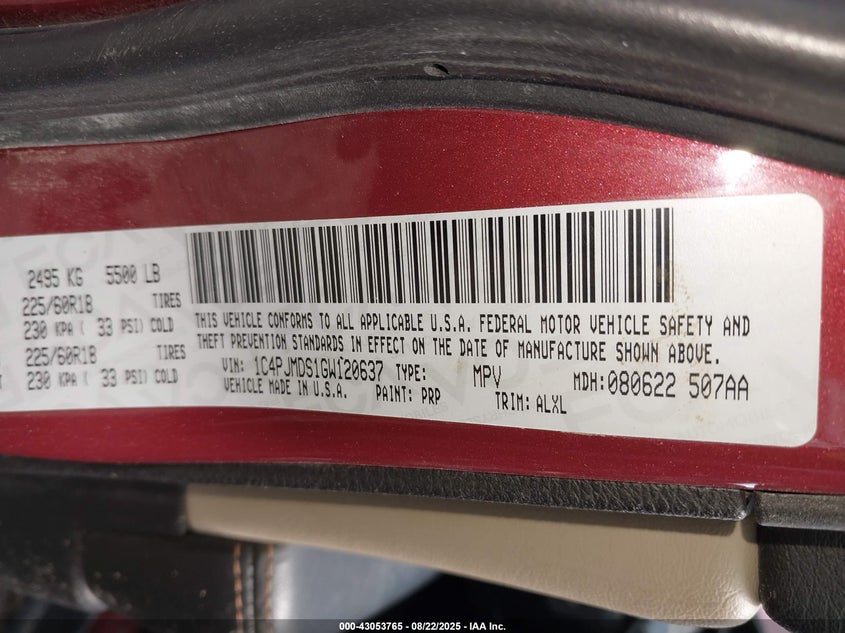 2495 KG 5500 LB
225/60R18 TIRES
230 KPA ( 33 PSI) COLD
225/60R18 TIRES
230 KPA ( 33 PSI) COLD
THIS VEHICLE CONFORMS TO ALL APPLICABLE U.S.A. FEDERAL MOTOR VEHICLE SAFETY AND
THEFT PREVENTION STANDARDS IN EFFECT ON THE DATE OF MANUFACTURE SHOWN ABOVE.
VIN: 1C4PJMDS1GW120637 TYPE: MPV MDH:080622 507AA
VEHICLE MADE IN U.S.A. PAINT: PRP TRIM: ALXL
000-43053765 - 08/22/2025 - IAA Inc.